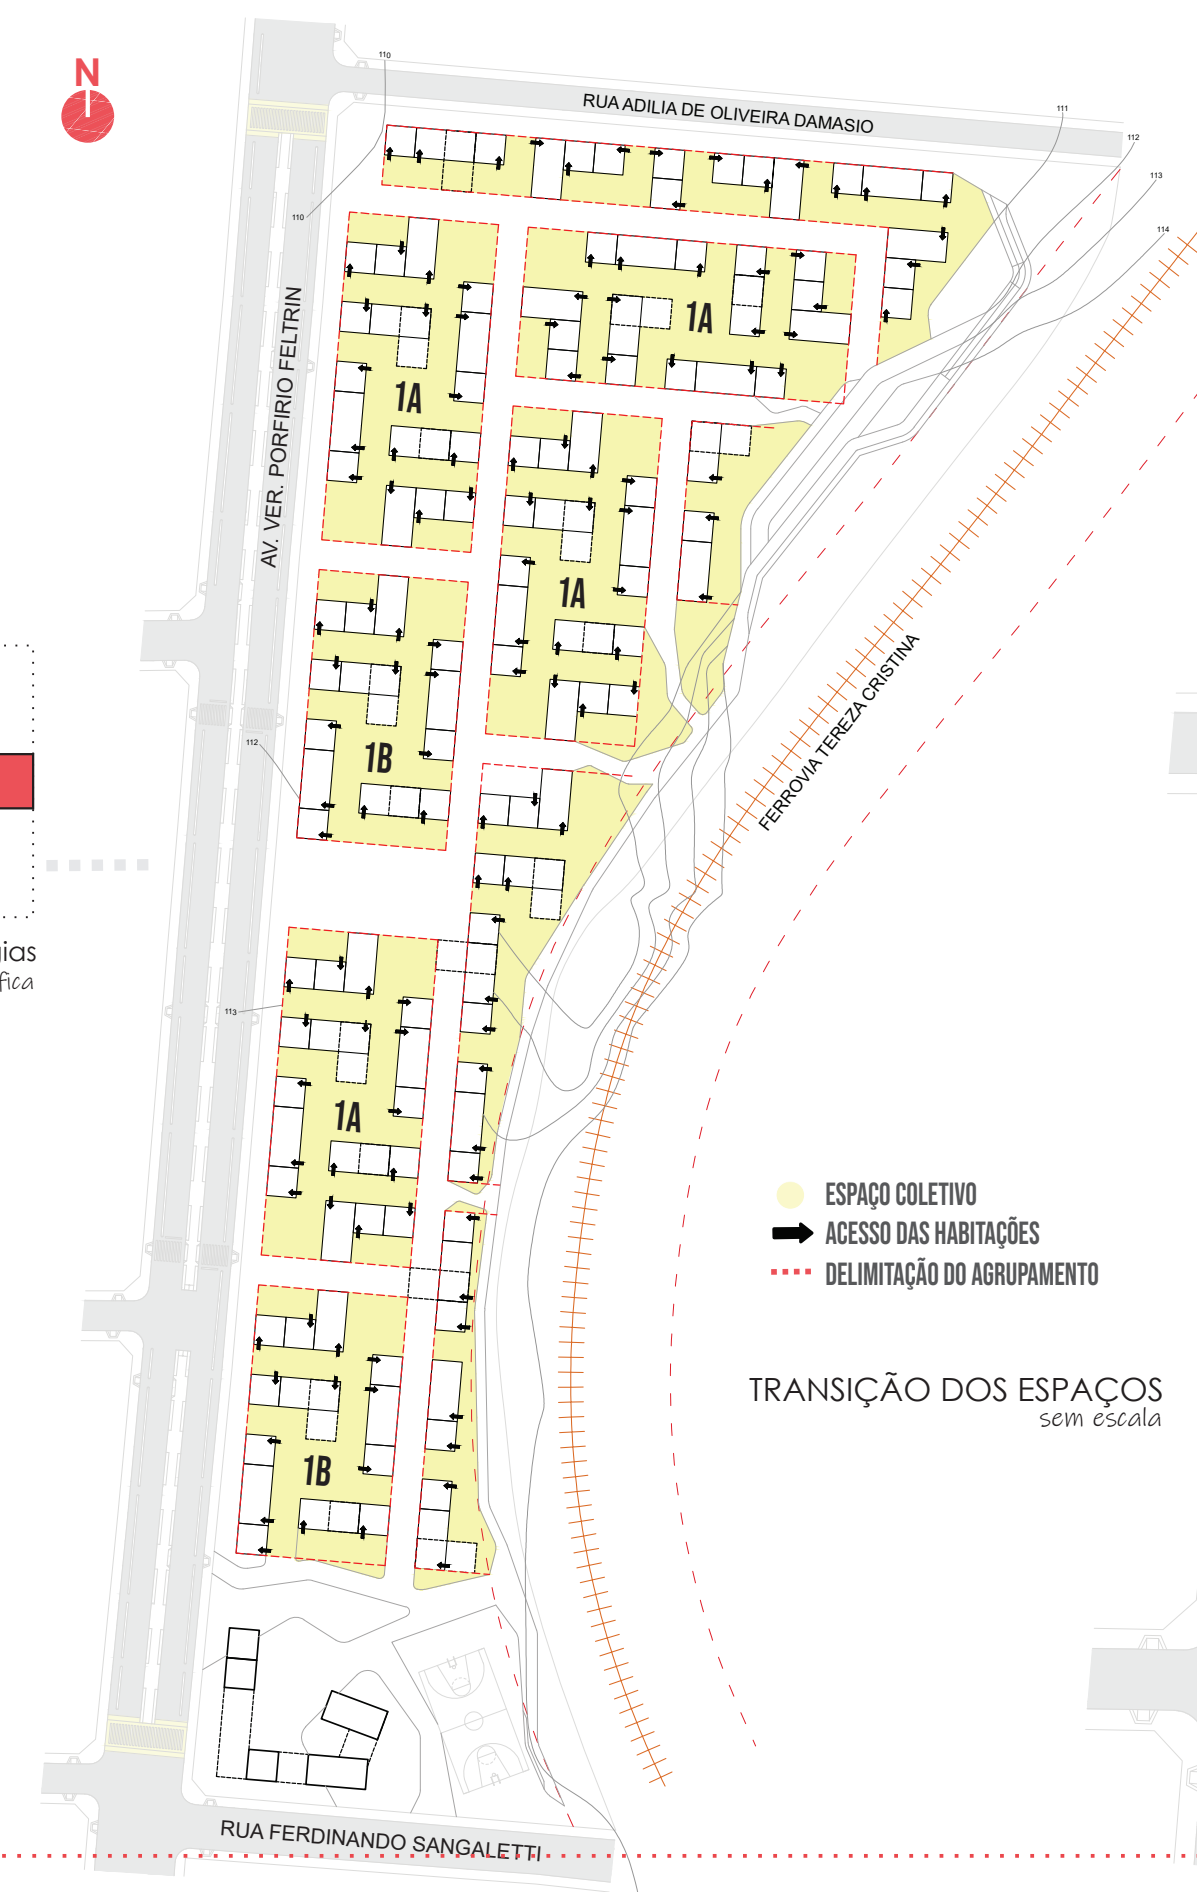 N
110
RUA ADILIA DE OLIVEIRA DAMASIO
111
112
113
114
110
AV. VER. PORFIRIO FELTRIN
1A
1A
1A
1B
112
FERROVIA TEREZA CRISTINA
gias
fica
113
1A
ESPAÇO COLETIVO
ACESSO DAS HABITAÇÕES
DELIMITAÇÃO DO AGRUPAMENTO
TRANSIÇÃO DOS ESPAÇOS
sem escala
1B
RUA FERDINANDO SANGALETTI